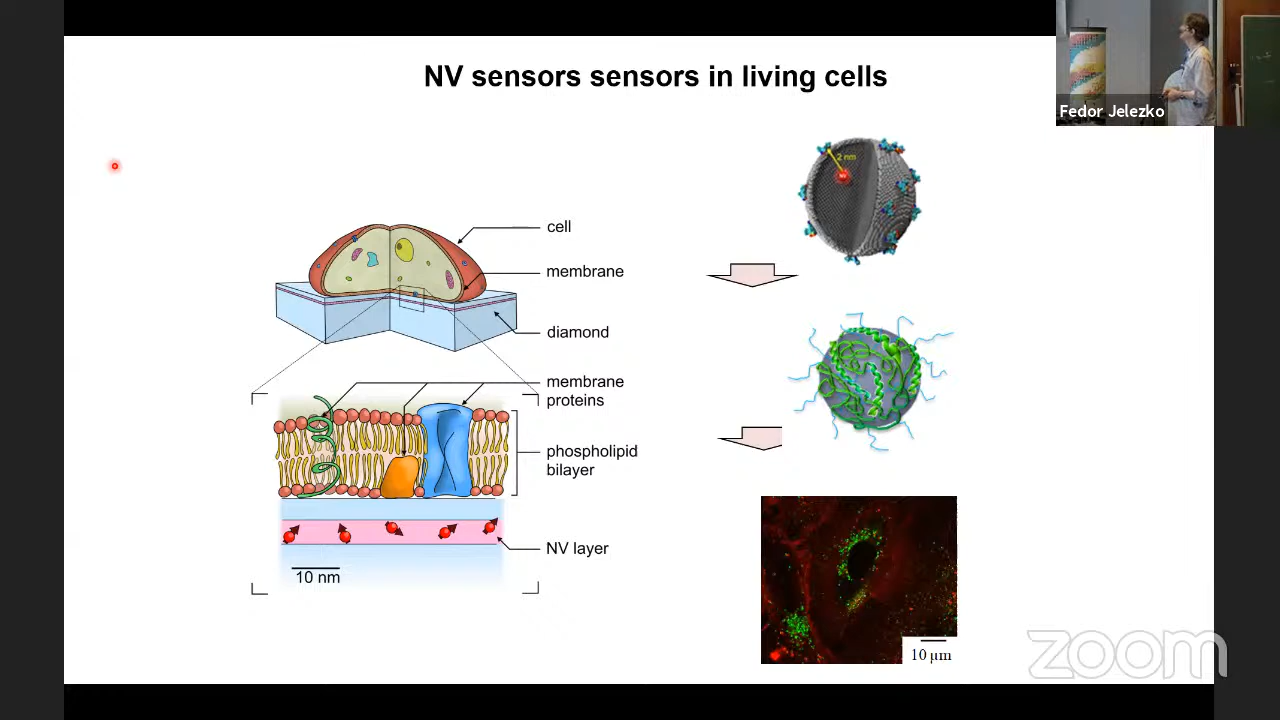 NV sensors sensors in living cells
Fedor Jelezko
2 nm
cell
membrane
diamond
membrane
proteins
phospholipid
bilayer
NV layer
10 nm
10 µm
zoom